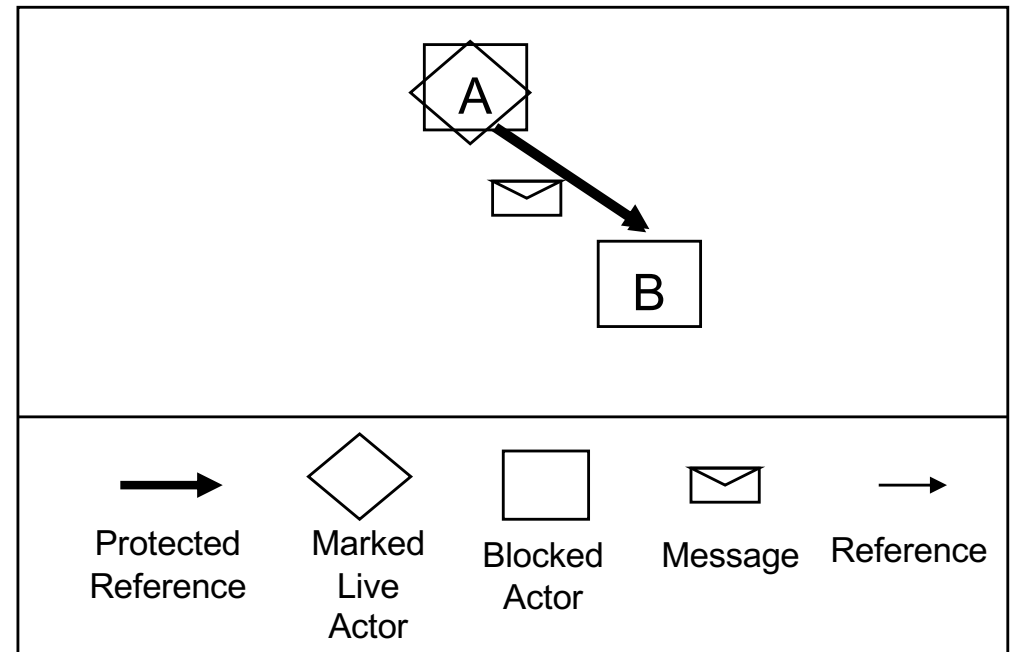 A
B
Protected
Reference
Marked
Live
Actor
Blocked
Actor
Message
Reference